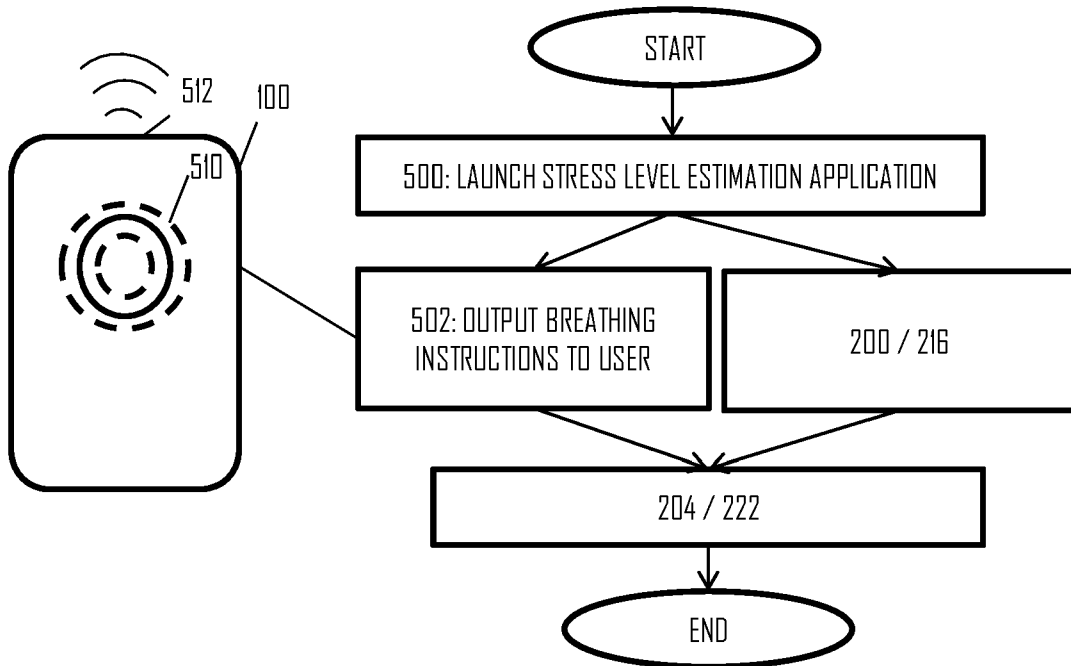 START
512
100
510
500: LAUNCH STRESS LEVEL ESTIMATION APPLICATION
502: OUTPUT BREATHING
INSTRUCTIONS TO USER
200 / 216
204 / 222
END